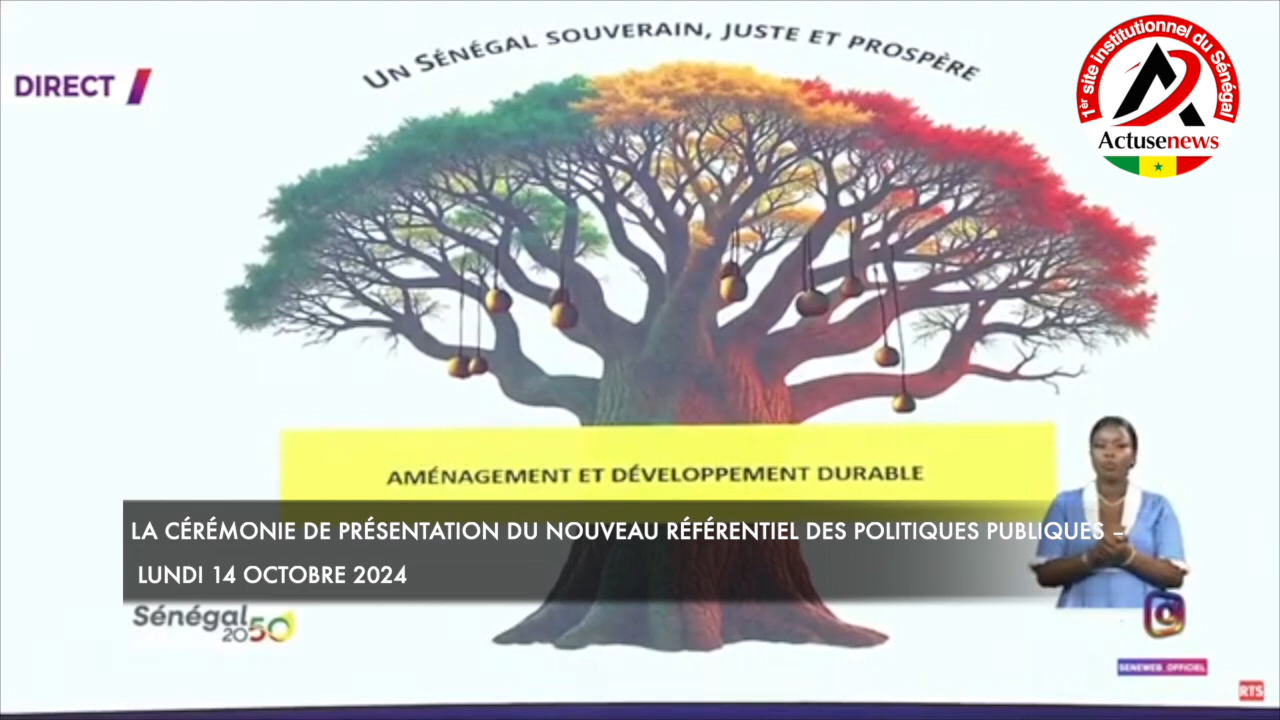 UN SÉNÉGAL SOUVERAIN, JUSTE ET PROSPÈRE
DIRECT
1er site institutionnel du Sénégal
Actusenews
AMÉNAGEMENT ET DÉVELOPPEMENT DURABLE
LA CÉRÉMONIE DE PRÉSENTATION DU NOUVEAU RÉFÉRENTIEL DES POLITIQUES PUBLIQUES –
LUNDI 14 OCTOBRE 2024
Sénégal
2050
SENEWEB_OFFICIEL
RTS